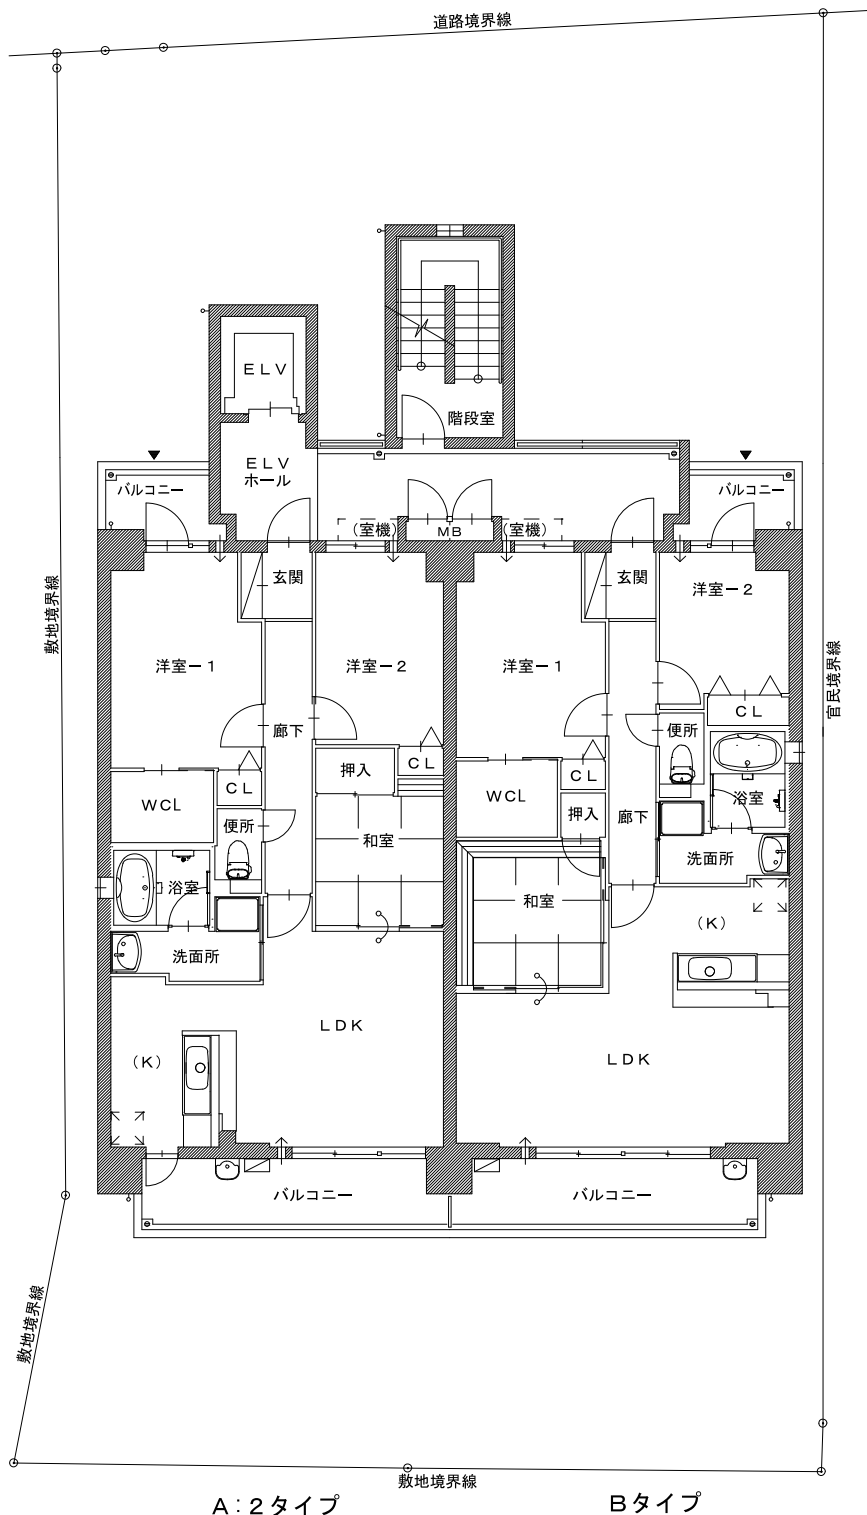 道路境界線
ELV
階段室
ELV
ホール
バルコニー
バルコニー
(室機)
MB
(室機)
玄関
玄関
洋室－2
敷地境界線
洋室－1
洋室－2
洋室－1
官民境界線
廊下
CL
便所
押入
CL
CL
CL
WCL
WCL
浴室
押入
廊下
便所
和室
洗面所
浴室
和室
(K)
洗面所
LDK
(K)
LDK
バルコニー
バルコニー
敷地境界線
敷地境界線
A：2タイプ
Bタイプ